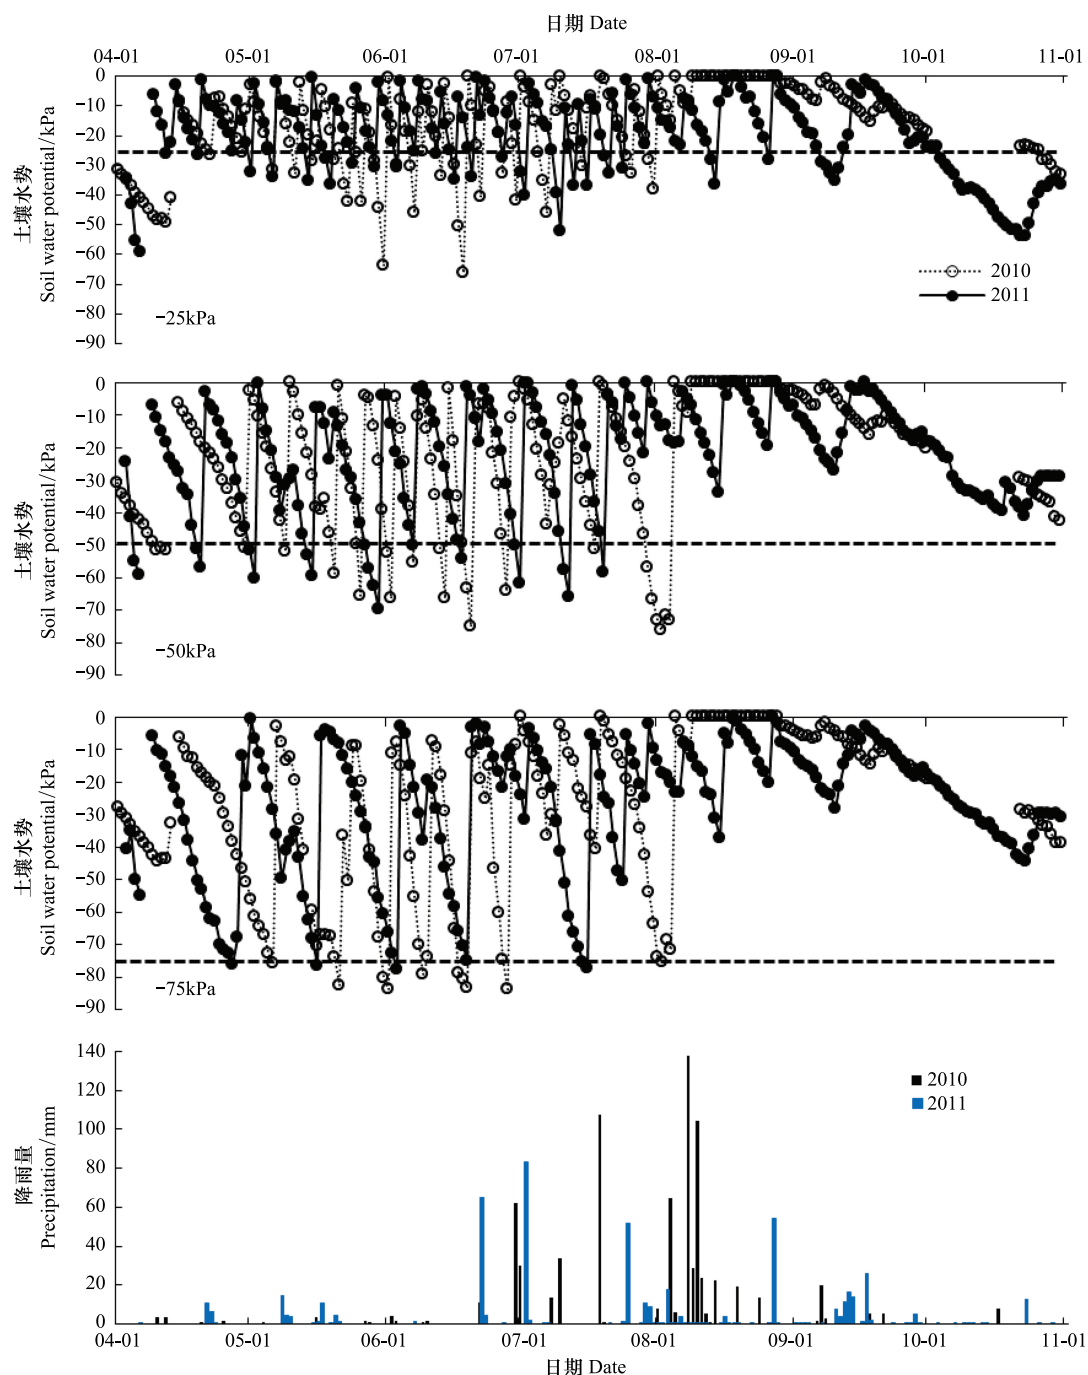 日期 Date
04-01 05-01 06-01 07-01 08-01 09-01 10-01 11-01
土壤水势
Soil water potential/kPa
0
-10
-20
-30
-40
-50
-60
-70
-80
-90
2010
2011
-25kPa
土壤水势
Soil water potential/kPa
0
-10
-20
-30
-40
-50
-60
-70
-80
-90
-50kPa
土壤水势
Soil water potential/kPa
0
-10
-20
-30
-40
-50
-60
-70
-80
-90
-75kPa
降雨量
Precipitation/mm
140
120
100
80
60
40
20
0
2010
2011
04-01 05-01 06-01 07-01 08-01 09-01 10-01 11-01
日期 Date